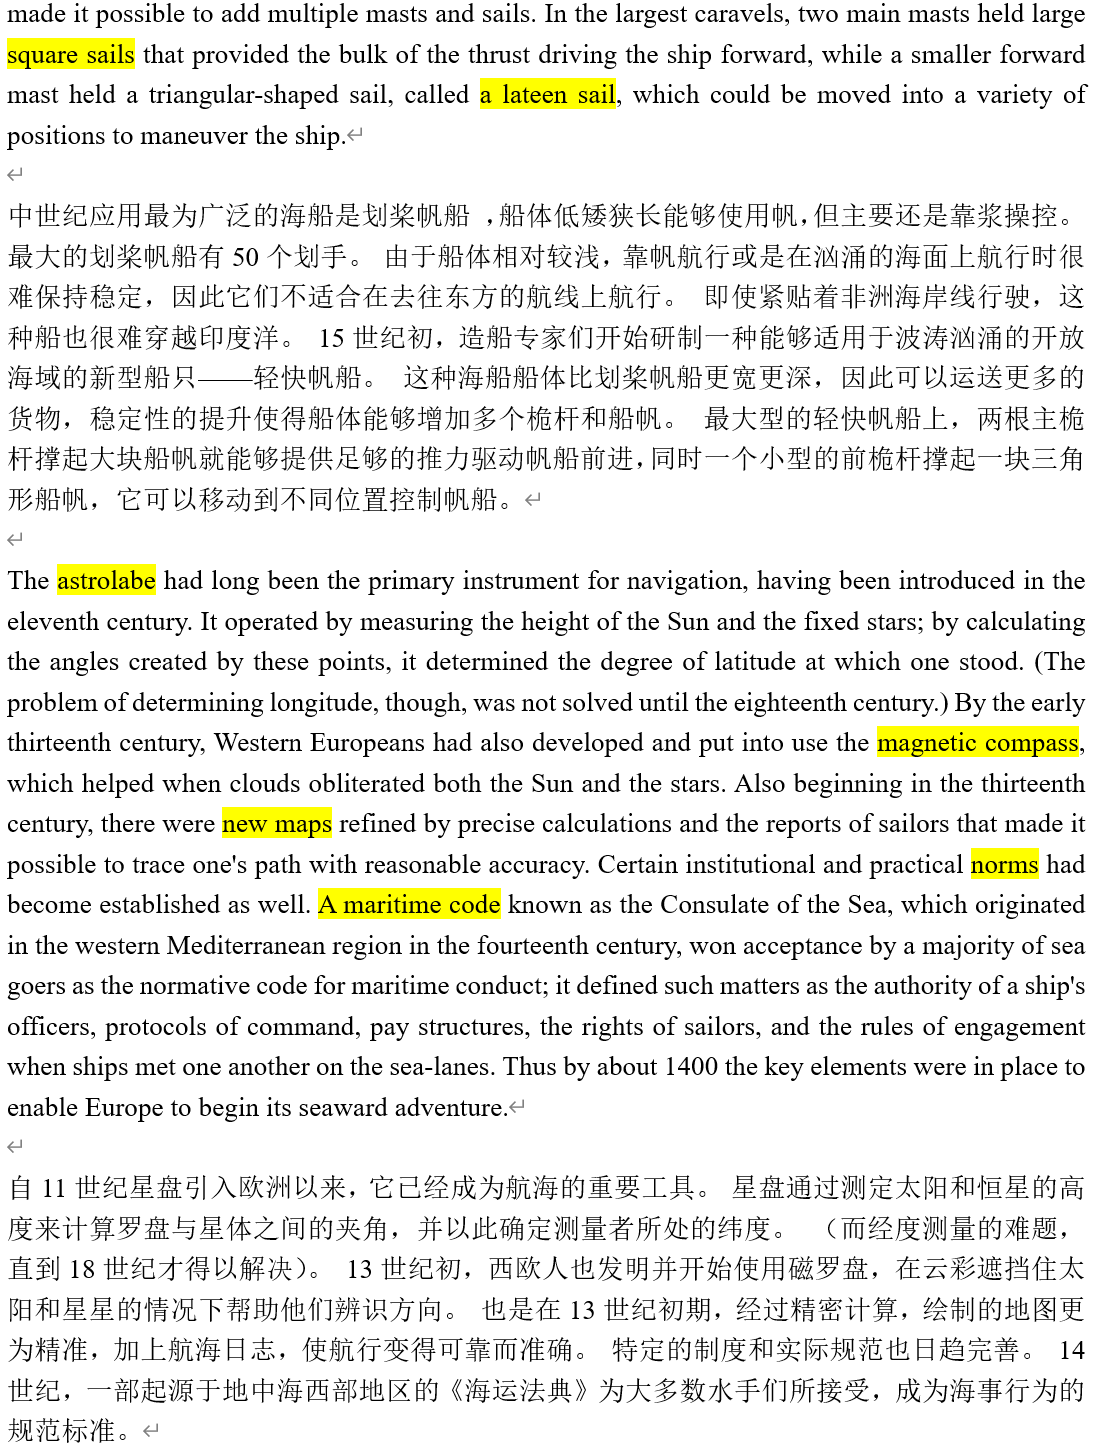 made it possible to add multiple masts and sails. In the largest caravels, two main masts held large
square sails that provided the bulk of the thrust driving the ship forward, while a smaller forward
mast held a triangular-shaped sail, called a lateen sail, which could be moved into a variety of
positions to maneuver the ship.↵
↵
中世纪应用最为广泛的海船是划桨帆船 ,船体低矮狭长能够使用帆,但主要还是靠浆操控。
最大的划桨帆船有 50 个划手。 由于船体相对较浅，靠帆航行或是在汹涌的海面上航行时很
难保持稳定，因此它们不适合在去往东方的航线上航行。 即使紧贴着非洲海岸线行驶，这
种船也很难穿越印度洋。 15 世纪初，造船专家们开始研制一种能够适用于波涛汹涌的开放
海域的新型船只——轻快帆船。 这种海船船体比划桨帆船更宽更深，因此可以运送更多的
货物，稳定性的提升使得船体能够增加多个桅杆和船帆。 最大型的轻快帆船上，两根主桅
杆撑起大块船帆就能够提供足够的推力驱动帆船前进,同时一个小型的前桅杆撑起一块三角
形船帆，它可以移动到不同位置控制帆船。↵
↵
The astrolabe had long been the primary instrument for navigation, having been introduced in the
eleventh century. It operated by measuring the height of the Sun and the fixed stars; by calculating
the angles created by these points, it determined the degree of latitude at which one stood. (The
problem of determining longitude, though, was not solved until the eighteenth century.) By the early
thirteenth century, Western Europeans had also developed and put into use the magnetic compass,
which helped when clouds obliterated both the Sun and the stars. Also beginning in the thirteenth
century, there were new maps refined by precise calculations and the reports of sailors that made it
possible to trace one's path with reasonable accuracy. Certain institutional and practical norms had
become established as well. A maritime code known as the Consulate of the Sea, which originated
in the western Mediterranean region in the fourteenth century, won acceptance by a majority of sea
goers as the normative code for maritime conduct; it defined such matters as the authority of a ship's
officers, protocols of command, pay structures, the rights of sailors, and the rules of engagement
when ships met one another on the sea-lanes. Thus by about 1400 the key elements were in place to
enable Europe to begin its seaward adventure.↵
↵
自 11 世纪星盘引入欧洲以来，它已经成为航海的重要工具。 星盘通过测定太阳和恒星的高
度来计算罗盘与星体之间的夹角，并以此确定测量者所处的纬度。 （而经度测量的难题，
直到 18 世纪才得以解决）。 13 世纪初，西欧人也发明并开始使用磁罗盘，在云彩遮挡住太
阳和星星的情况下帮助他们辨识方向。 也是在 13 世纪初期，经过精密计算，绘制的地图更
为精准，加上航海日志，使航行变得可靠而准确。 特定的制度和实际规范也日趋完善。 14
世纪，一部起源于地中海西部地区的《海运法典》为大多数水手们所接受，成为海事行为的
规范标准。↵